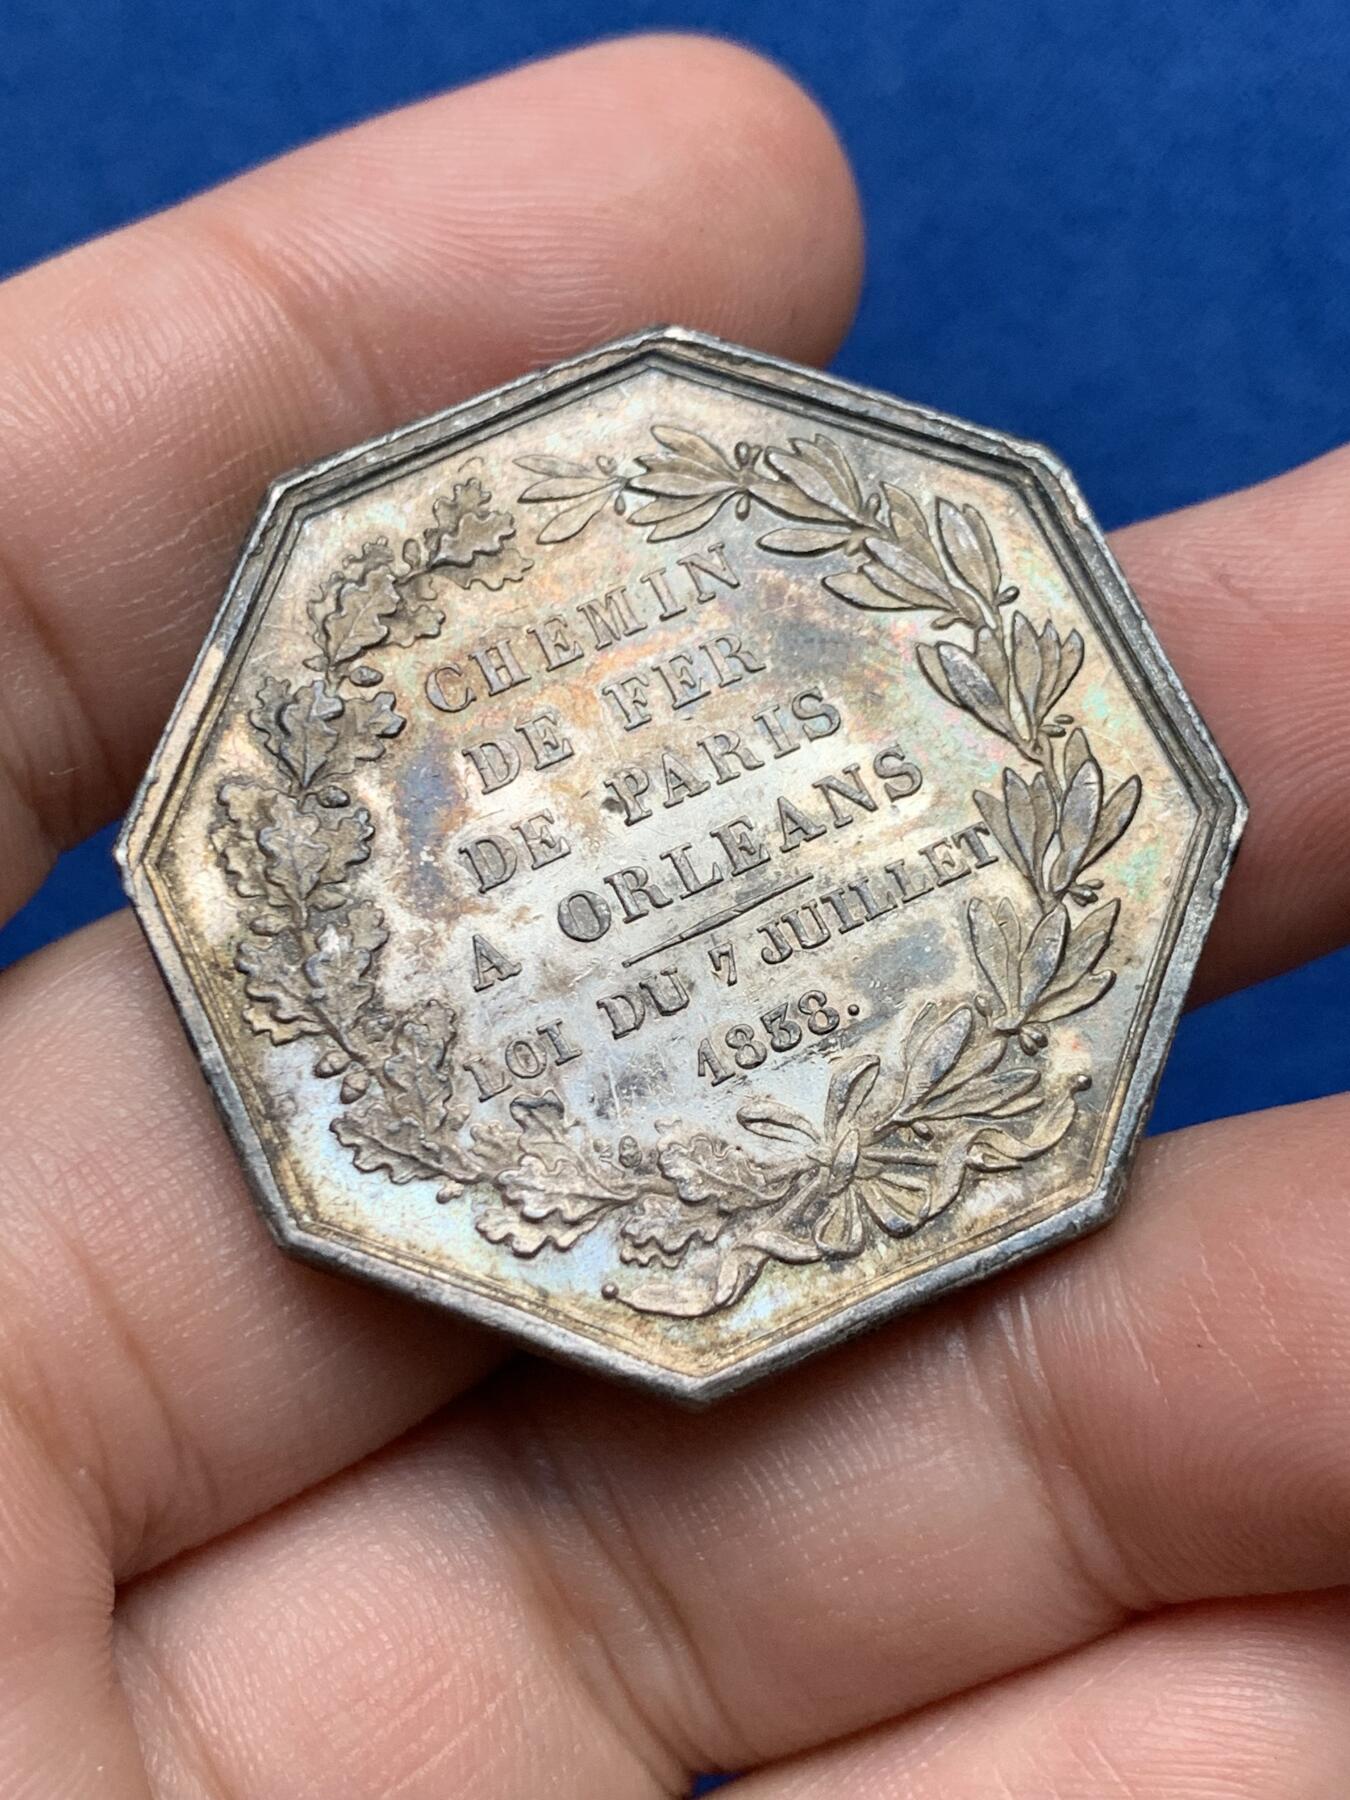 CHEMIN
DE FER
DE PARIS
A ORLEANS
LOI DU 7 JUILLET
1838.